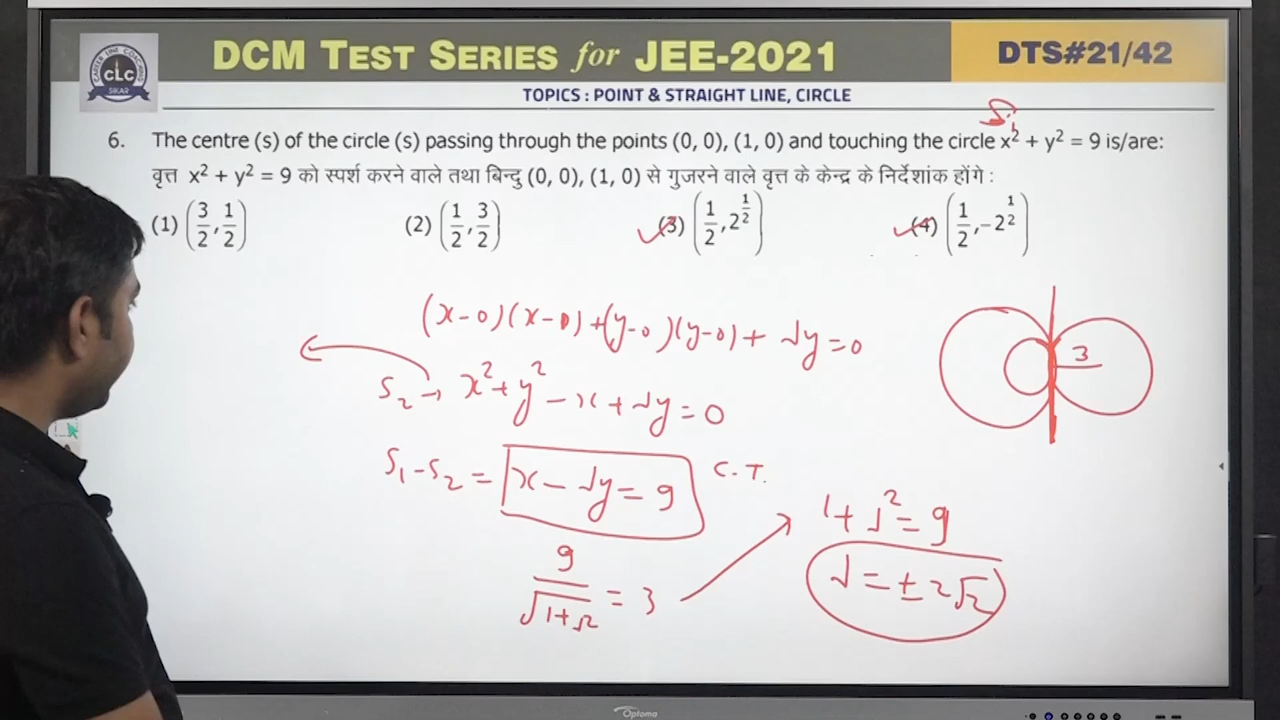 DCM TEST SERIES for JEE-2021
DTS#21/42
CLC
SIKAR
TOPICS : POINT & STRAIGHT LINE, CIRCLE
S₁
6. The centre (s) of the circle (s) passing through the points (0, 0), (1, 0) and touching the circle x² + y² = 9 is/are:
वृत्त x² + y² = 9 को स्पर्श करने वाले तथा बिन्दु (0, 0), (1, 0) से गुजरने वाले वृत्त के केन्द्र के निर्देशांक होंगे :
(1) (3/2, 1/2) (2) (1/2, 3/2) (3) (1/2, 2^(1/2)) (4) (1/2, -2^(1/2))
(x-0)(x-1)+(y-0)(y-0)+λy=0
S₂→ x²+y²-x+λy=0
S₁-S₂ = x-λy=9 C.T.
9/√(1+λ²) = 3
1+λ²=9
λ=±2√2
3
Optoma